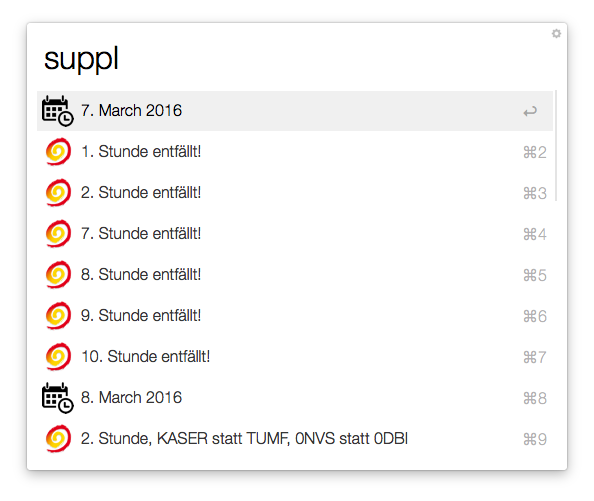 suppl
7. March 2016 ↩
1. Stunde entfällt! ⌘2
2. Stunde entfällt! ⌘3
7. Stunde entfällt! ⌘4
8. Stunde entfällt! ⌘5
9. Stunde entfällt! ⌘6
10. Stunde entfällt! ⌘7
8. March 2016 ⌘8
2. Stunde, KASER statt TUMF, 0NVS statt 0DBI ⌘9